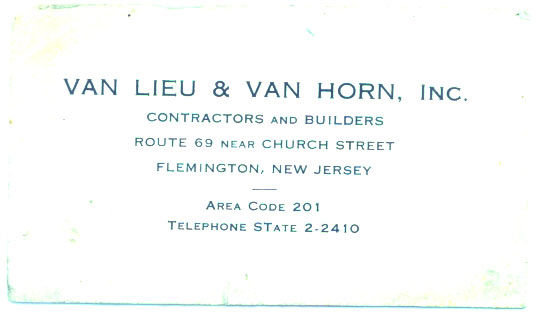 VAN LIEU & VAN HORN, INC.
CONTRACTORS AND BUILDERS
ROUTE 69 NEAR CHURCH STREET
FLEMINGTON, NEW JERSEY
AREA CODE 201
TELEPHONE STATE 2-2410